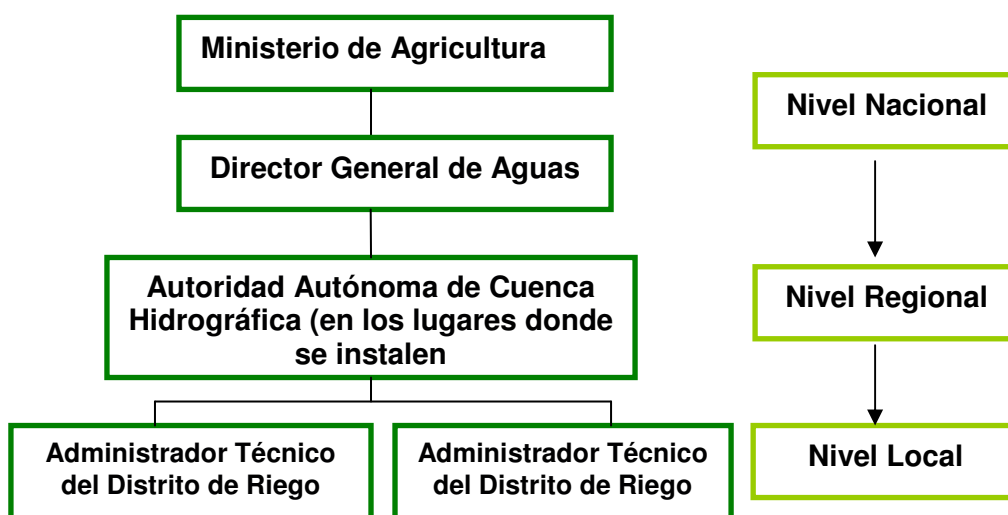 Ministerio de Agricultura
Director General de Aguas
Autoridad Autónoma de Cuenca
Hidrográfica (en los lugares donde
se instalen
Administrador Técnico
del Distrito de Riego
Administrador Técnico
del Distrito de Riego
Nivel Nacional
Nivel Regional
Nivel Local